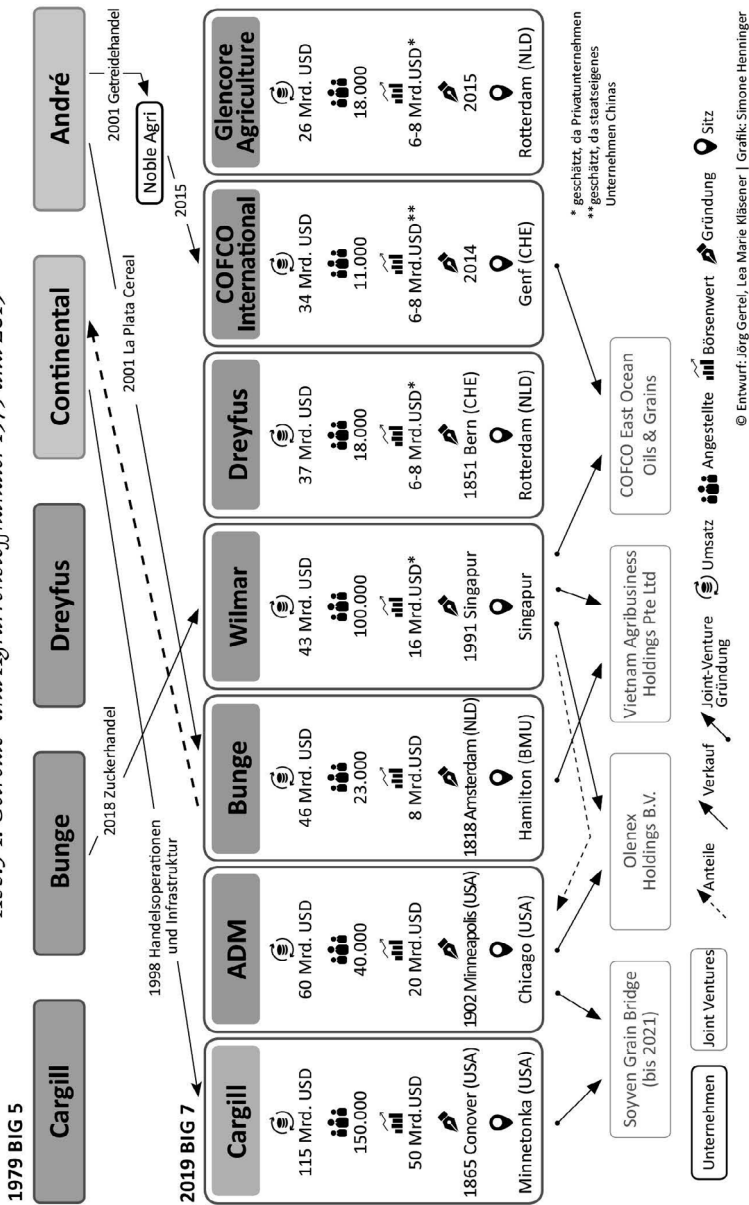 Getreide- und Agrarrohstoffhändler 1979 und 2019
1979 BIG 5
Cargill
Bunge
Dreyfus
Continental
André
2018 Zuckerhandel
1998 Handelsoperationen
und Infrastruktur
2001 La Plata Cereal
2001 Getreidehandel
Noble Agri
2015
2019 BIG 7
Cargill
115 Mrd. USD
150.000
50 Mrd.USD
1865 Conover (USA)
Minnetonka (USA)
ADM
60 Mrd. USD
40.000
20 Mrd.USD
1902 Minneapolis (USA)
Chicago (USA)
Bunge
46 Mrd. USD
23.000
8 Mrd.USD
1818 Amsterdam (NLD)
Hamilton (BMU)
Wilmar
43 Mrd. USD
100.000
16 Mrd.USD*
1991 Singapur
Singapur
Dreyfus
37 Mrd. USD
18.000
6-8 Mrd.USD*
1851 Bern (CHE)
Rotterdam (NLD)
COFCO
International
34 Mrd. USD
11.000
6-8 Mrd.USD**
2014
Genf (CHE)
Glencore
Agriculture
26 Mrd. USD
18.000
6-8 Mrd.USD*
2015
Rotterdam (NLD)
Soyven Grain Bridge
(bis 2021)
Olenex
Holdings B.V.
Vietnam Agribusiness
Holdings Pte Ltd
COFCO East Ocean
Oils & Grains
* geschätzt, da Privatunternehmen
**geschätzt, da staatseigenes
Unternehmen Chinas
Unternehmen
Joint Ventures
Anteile
Verkauf
Joint-Venture
Gründung
Umsatz
Angestellte
Börsenwert
Gründung
Sitz
© Entwurf: Jörg Gertel, Lea Marie Kläsener | Grafik: Simone Henninger